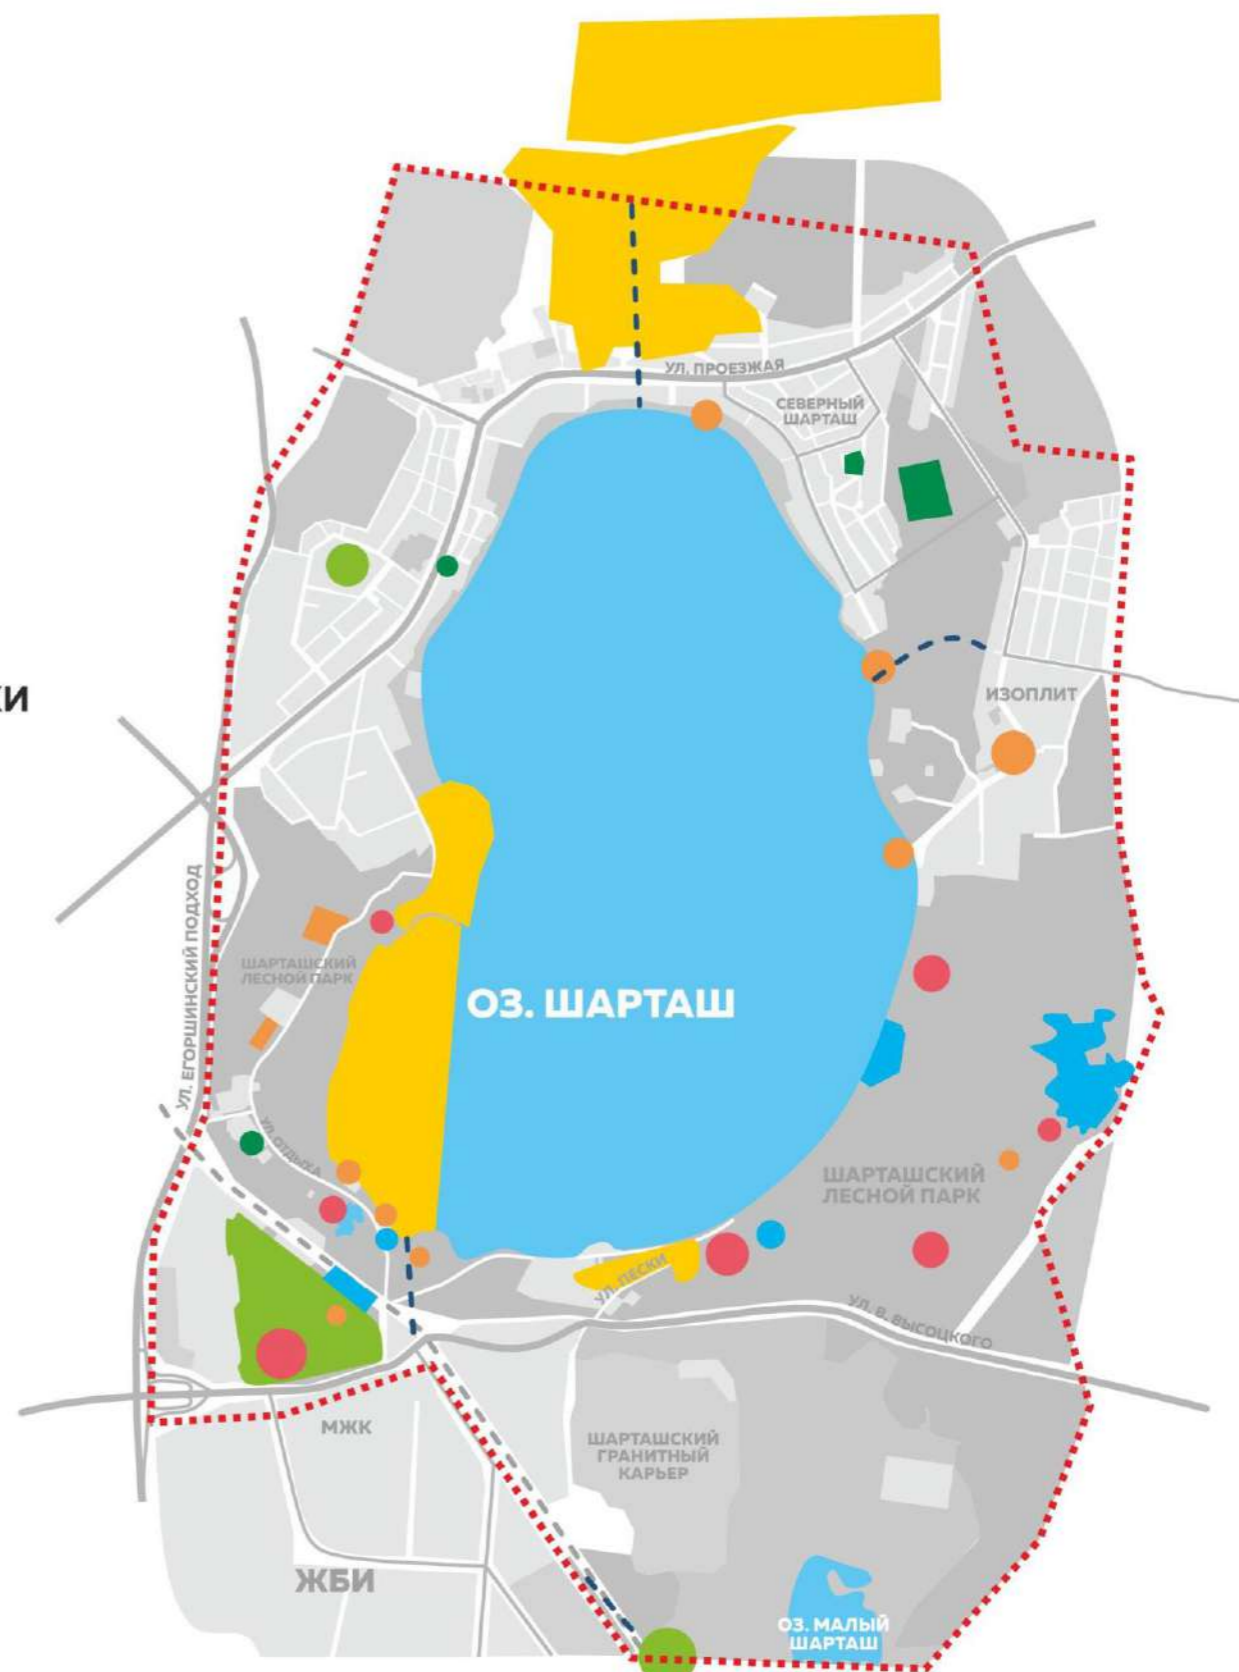 УЛ. ПРОЕЗЖАЯ
СЕВЕРНЫЙ
ШАРТАШ
КИ
ИЗОПЛИТ
УЛ. ЕГОРШИНСКИЙ ПОДХОД
ШАРТАШСКИЙ
ЛЕСНОЙ ПАРК
ОЗ. ШАРТАШ
УЛ. ОТДЫХА
ШАРТАШСКИЙ
ЛЕСНОЙ ПАРК
УЛ. ПЕСКИ
УЛ. В. ВЫСОЦКОГО
МЖК
ШАРТАШСКИЙ
ГРАНИТНЫЙ
КАРЬЕР
ЖБИ
ОЗ. МАЛЫЙ
ШАРТАШ